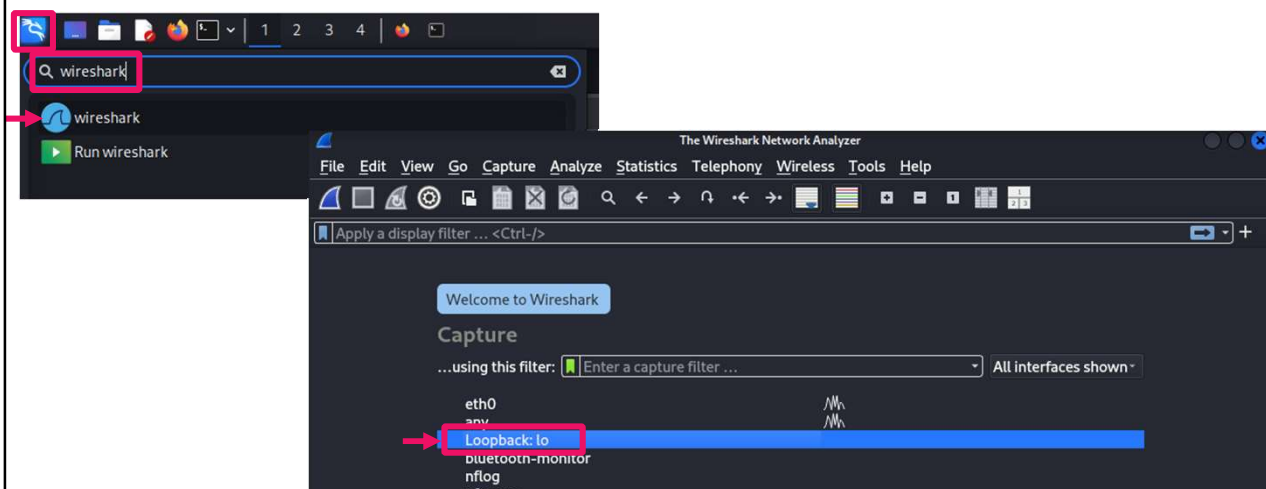 1 2 3 4
wireshark
wireshark
Run wireshark
The Wireshark Network Analyzer
File Edit View Go Capture Analyze Statistics Telephony Wireless Tools Help
Apply a display filter … <Ctrl-/>
Welcome to Wireshark
Capture
…using this filter: Enter a capture filter … All interfaces shown
eth0
any
Loopback: lo
bluetooth-monitor
nflog